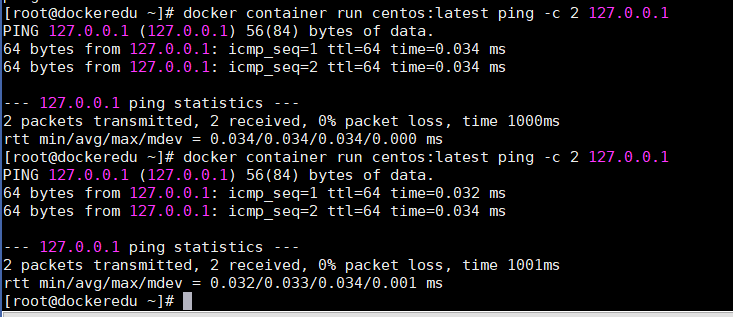 [root@dockeredu ~]# docker container run centos:latest ping -c 2 127.0.0.1
PING 127.0.0.1 (127.0.0.1) 56(84) bytes of data.
64 bytes from 127.0.0.1: icmp_seq=1 ttl=64 time=0.034 ms
64 bytes from 127.0.0.1: icmp_seq=2 ttl=64 time=0.034 ms

--- 127.0.0.1 ping statistics ---
2 packets transmitted, 2 received, 0% packet loss, time 1000ms
rtt min/avg/max/mdev = 0.034/0.034/0.034/0.000 ms
[root@dockeredu ~]# docker container run centos:latest ping -c 2 127.0.0.1
PING 127.0.0.1 (127.0.0.1) 56(84) bytes of data.
64 bytes from 127.0.0.1: icmp_seq=1 ttl=64 time=0.032 ms
64 bytes from 127.0.0.1: icmp_seq=2 ttl=64 time=0.034 ms

--- 127.0.0.1 ping statistics ---
2 packets transmitted, 2 received, 0% packet loss, time 1001ms
rtt min/avg/max/mdev = 0.032/0.033/0.034/0.001 ms
[root@dockeredu ~]#